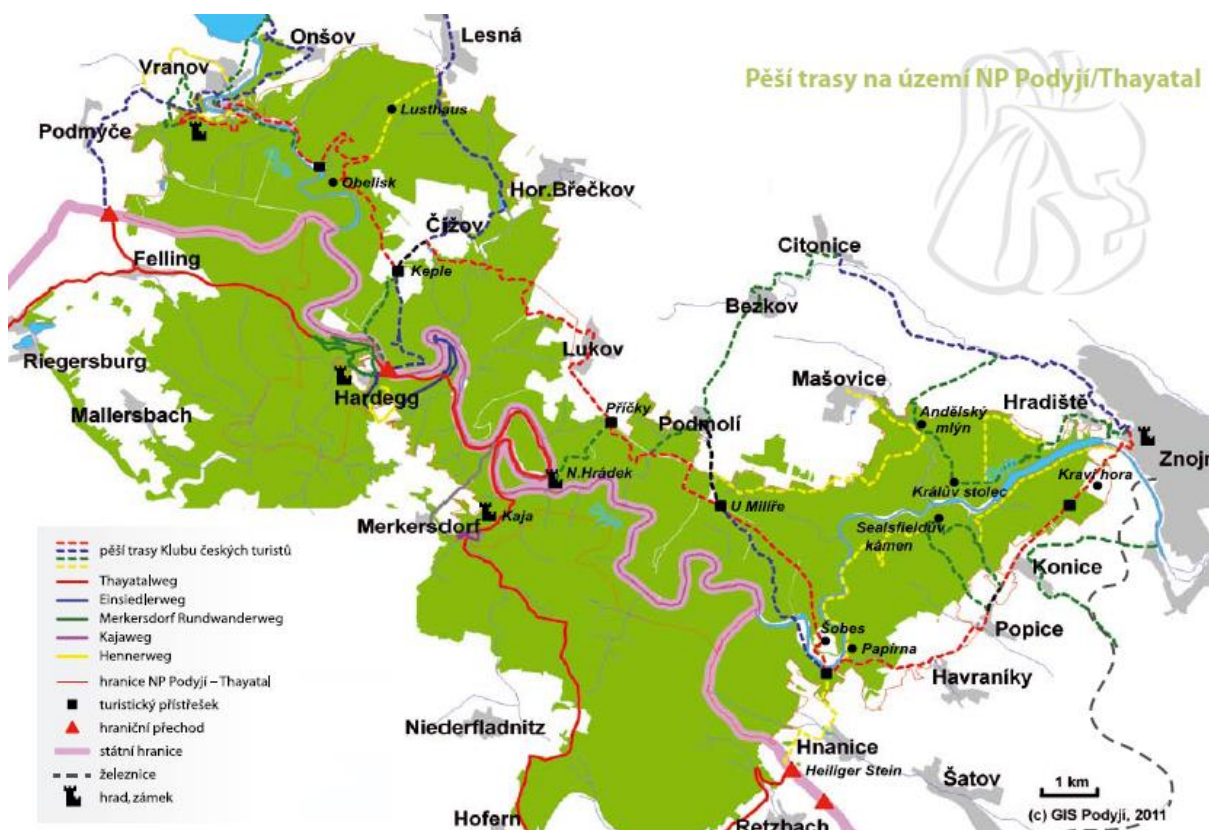 Pěší trasy na území NP Podyjí/Thayatal
Onšov
Lesná
Vranov
Lusthaus
Podmýče
Obelisk
Hor.Břečkov
Čížov
Citonice
Felling
Keple
Bezkov
Riegersburg
Lukov
Mašovice
Hardegg
Mallersbach
Příčky
Podmolí
Andělský
mlýn
Hradiště
Znojm
N.Hrádek
Králův stolec
Kraví hora
Merkersdorf
Kaja
U Milíře
Sealsfieldův
kámen
Konice
Šobes
Papírna
Popice
Havraníky
Niederfladnitz
Hnanice
Heiliger Stein
Šatov
Hofern
Retzbach
pěší trasy Klubu českých turistů
Thayatalweg
Einsiedlerweg
Merkersdorf Rundwanderweg
Kajaweg
Hennerweg
hranice NP Podyjí – Thayatal
turistický přístřešek
hraniční přechod
státní hranice
železnice
hrad, zámek
1 km
(c) GIS Podyjí, 2011